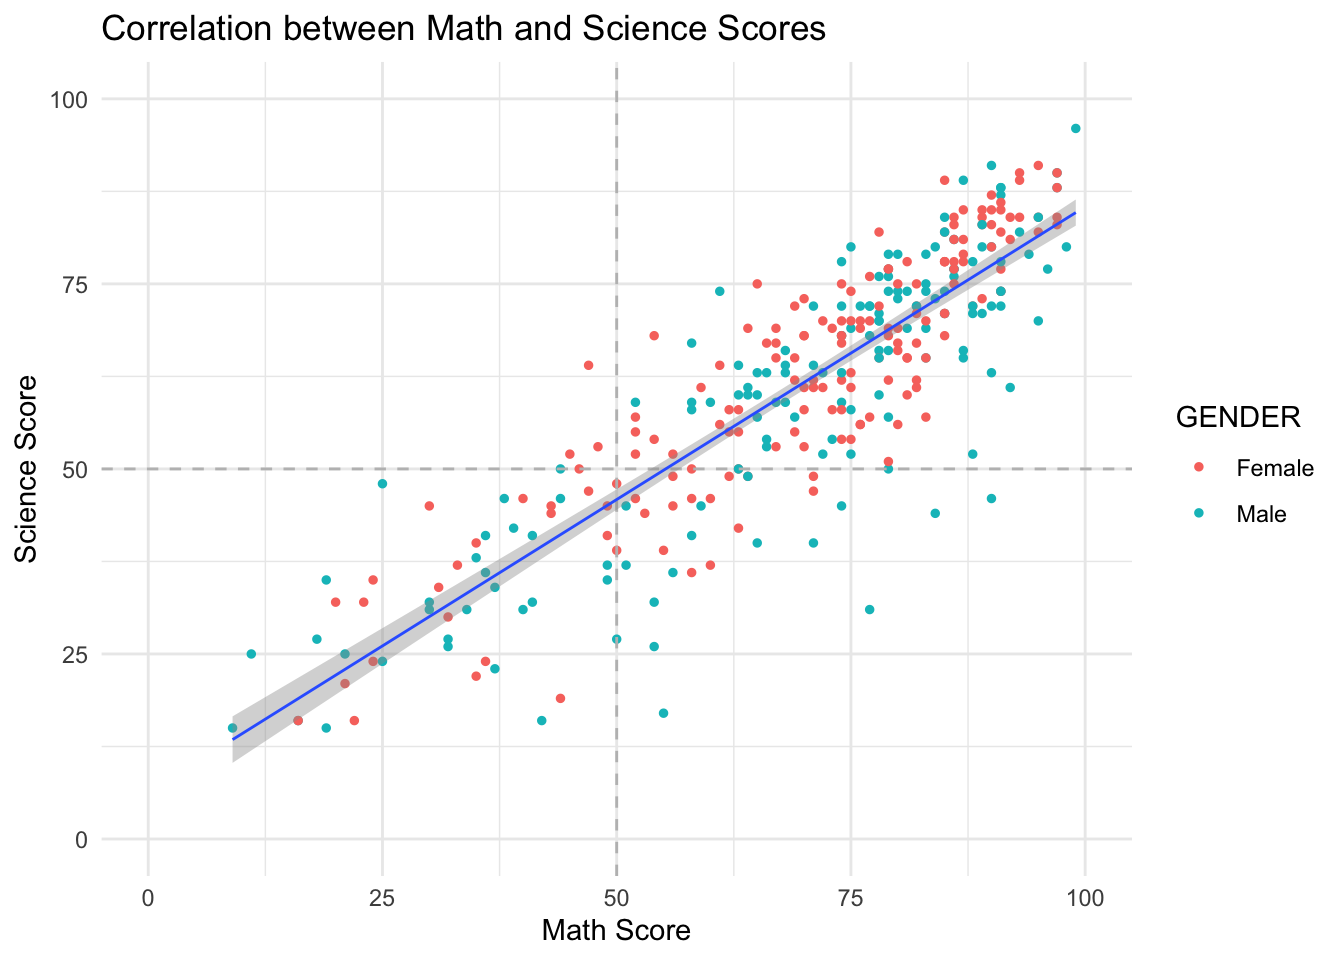 Correlation between Math and Science Scores
100
75
50
25
0
Science Score
0 25 50 75 100
Math Score
GENDER
Female
Male